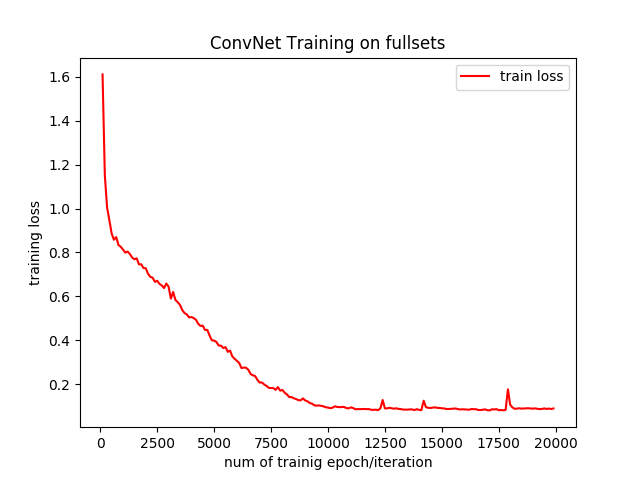 ConvNet Training on fullsets
train loss
training loss
1.6
1.4
1.2
1.0
0.8
0.6
0.4
0.2
0 2500 5000 7500 10000 12500 15000 17500 20000
num of trainig epoch/iteration